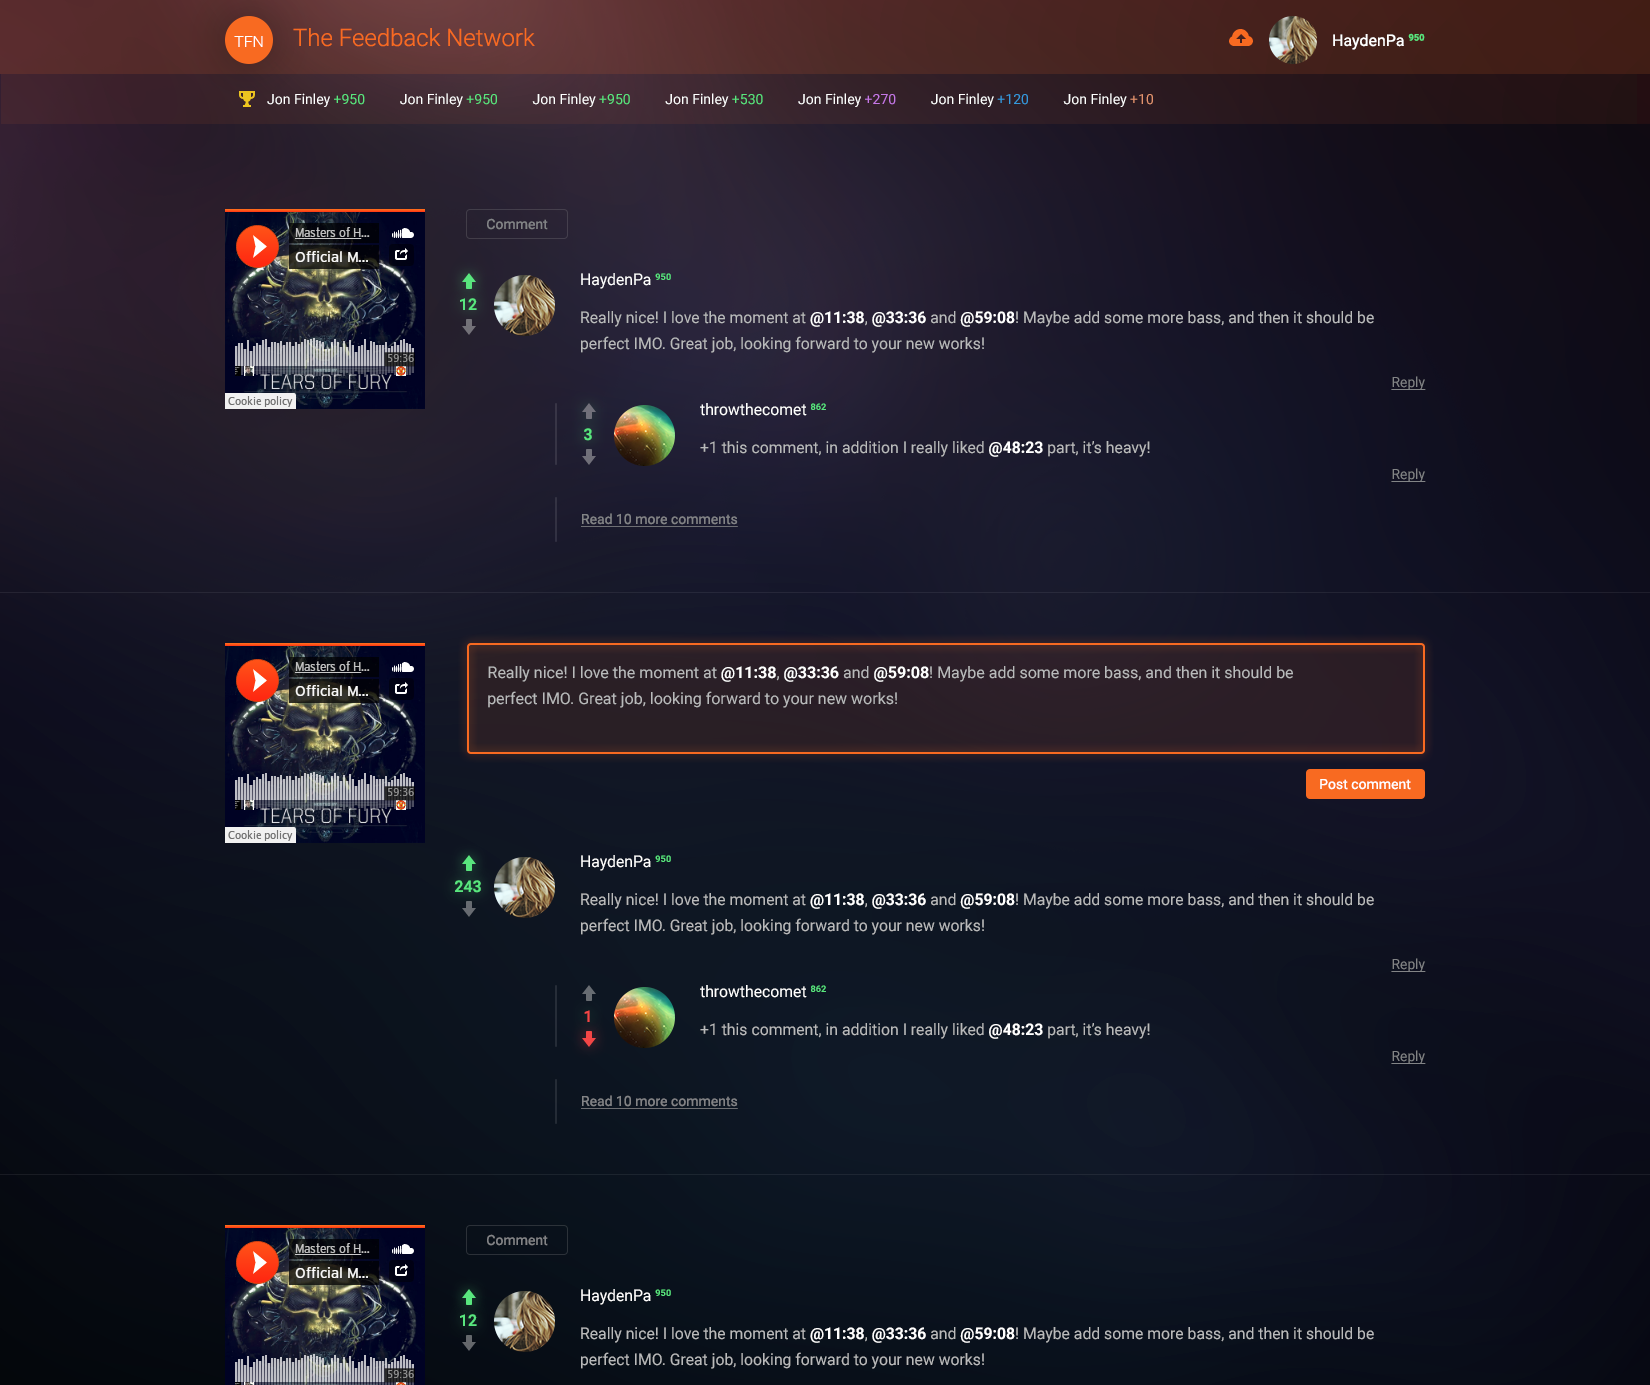 TFN The Feedback Network HaydenPa 950
Jon Finley +950 Jon Finley +950 Jon Finley +950 Jon Finley +530 Jon Finley +270 Jon Finley +120 Jon Finley +10
Masters of H...
Official M...
59:36
TEARS OF FURY
Cookie policy
Comment
12
HaydenPa 950
Really nice! I love the moment at @11:38, @33:36 and @59:08! Maybe add some more bass, and then it should be
perfect IMO. Great job, looking forward to your new works!
Reply
3
throwthecomet 862
+1 this comment, in addition I really liked @48:23 part, it's heavy!
Reply
Read 10 more comments
Masters of H...
Official M...
59:36
TEARS OF FURY
Cookie policy
Really nice! I love the moment at @11:38, @33:36 and @59:08! Maybe add some more bass, and then it should be
perfect IMO. Great job, looking forward to your new works!
Post comment
243
HaydenPa 950
Really nice! I love the moment at @11:38, @33:36 and @59:08! Maybe add some more bass, and then it should be
perfect IMO. Great job, looking forward to your new works!
Reply
1
throwthecomet 862
+1 this comment, in addition I really liked @48:23 part, it's heavy!
Reply
Read 10 more comments
Masters of H...
Official M...
59:36
Comment
12
HaydenPa 950
Really nice! I love the moment at @11:38, @33:36 and @59:08! Maybe add some more bass, and then it should be
perfect IMO. Great job, looking forward to your new works!